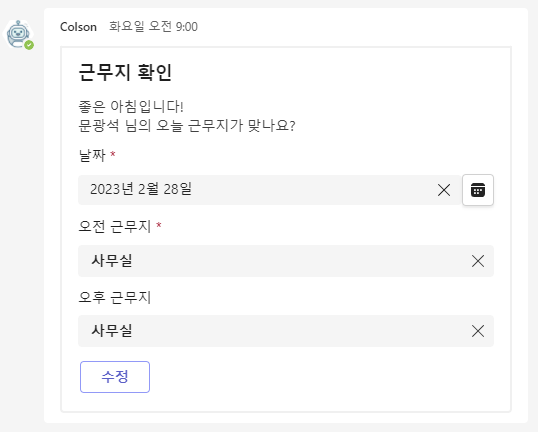 Colson 화요일 오전 9:00
근무지 확인
좋은 아침입니다!
문광석 님의 오늘 근무지가 맞나요?
날짜 *
2023년 2월 28일
오전 근무지 *
사무실
오후 근무지
사무실
수정